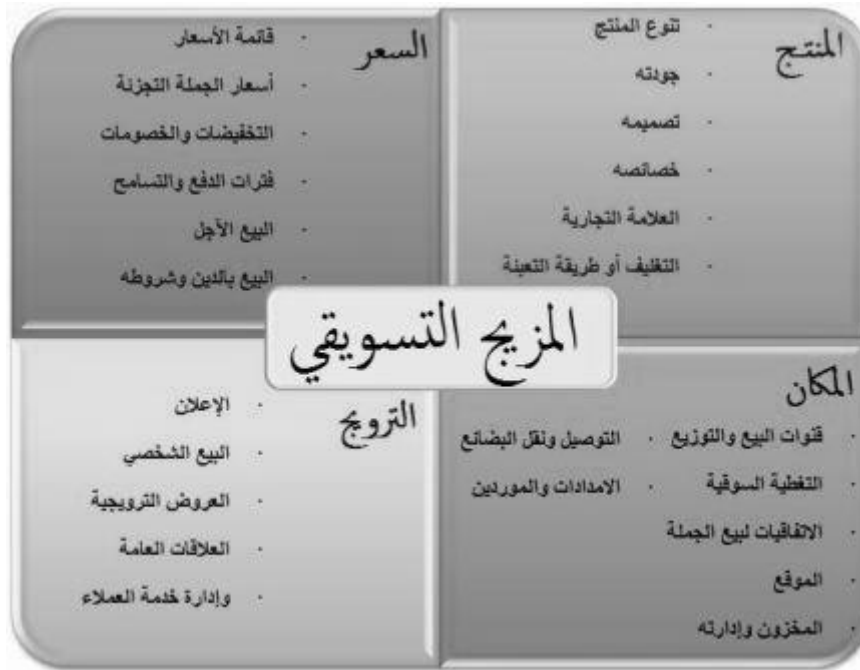 المنتج
· تنوع المنتج
· جودته
· تصميمه
· خصائصه
· العلامة التجارية
· التغليف أو طريقة التعبئة
السعر
· قائمة الأسعار
· أسعار الجملة التجزئة
· التخفيضات والخصومات
· فترات الدفع والتسامح
· البيع الآجل
· البيع بالدين وشروطه
المزيج التسويقي
المكان
· قنوات البيع والتوزيع · التوصيل ونقل البضائع
· التغطية السوقية · الامدادات والموردين
· الاتفاقيات لبيع الجملة
· الموقع
· المخزون وإدارته
الترويج
· الإعلان
· البيع الشخصي
· العروض الترويجية
· العلاقات العامة
· وإدارة خدمة العملاء